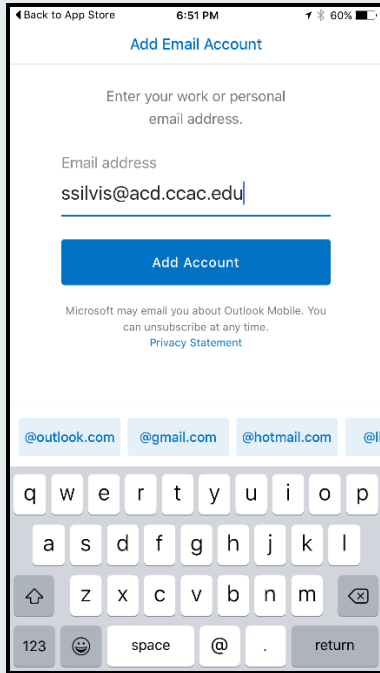 Back to App Store 6:51 PM 60%
Add Email Account
Enter your work or personal
email address.
Email address
ssilvis@acd.ccac.edu
Add Account
Microsoft may email you about Outlook Mobile. You
can unsubscribe at any time.
Privacy Statement
@outlook.com @gmail.com @hotmail.com @li
q w e r t y u i o p
a s d f g h j k l
z x c v b n m
123 space @ . return